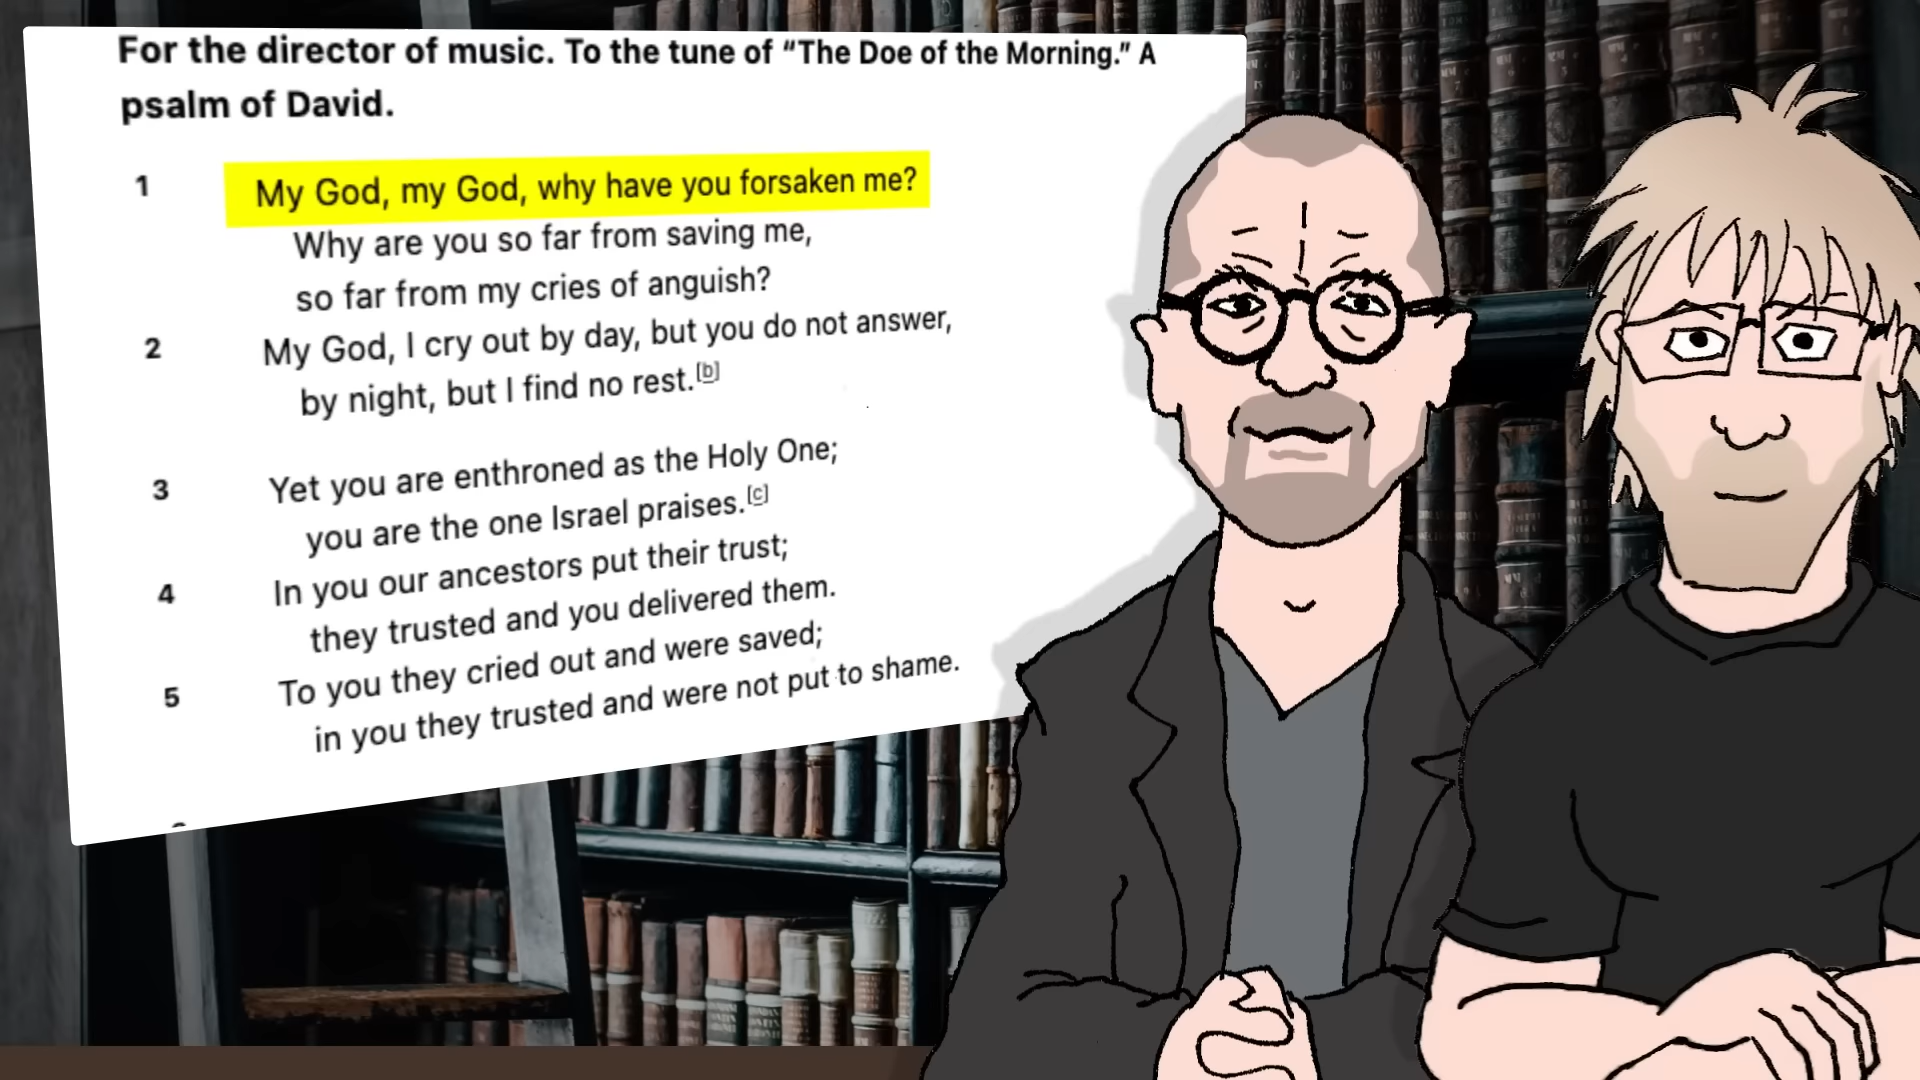 For the director of music. To the tune of “The Doe of the Morning.” A
psalm of David.
1 My God, my God, why have you forsaken me?
Why are you so far from saving me,
so far from my cries of anguish?
2 My God, I cry out by day, but you do not answer,
by night, but I find no rest.[b]
3 Yet you are enthroned as the Holy One;
you are the one Israel praises.[c]
4 In you our ancestors put their trust;
they trusted and you delivered them.
5 To you they cried out and were saved;
in you they trusted and were not put to shame.